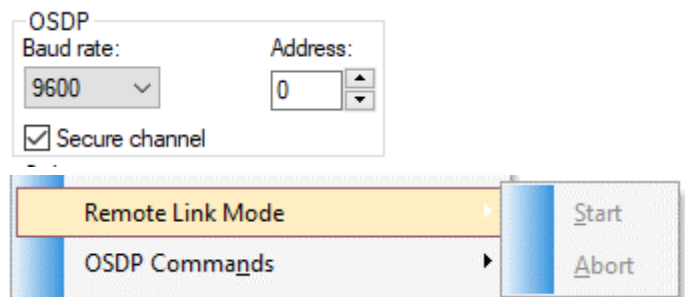 OSDP
Baud rate: Address:
9600 0
Secure channel
Remote Link Mode Start
OSDP Commands Abort